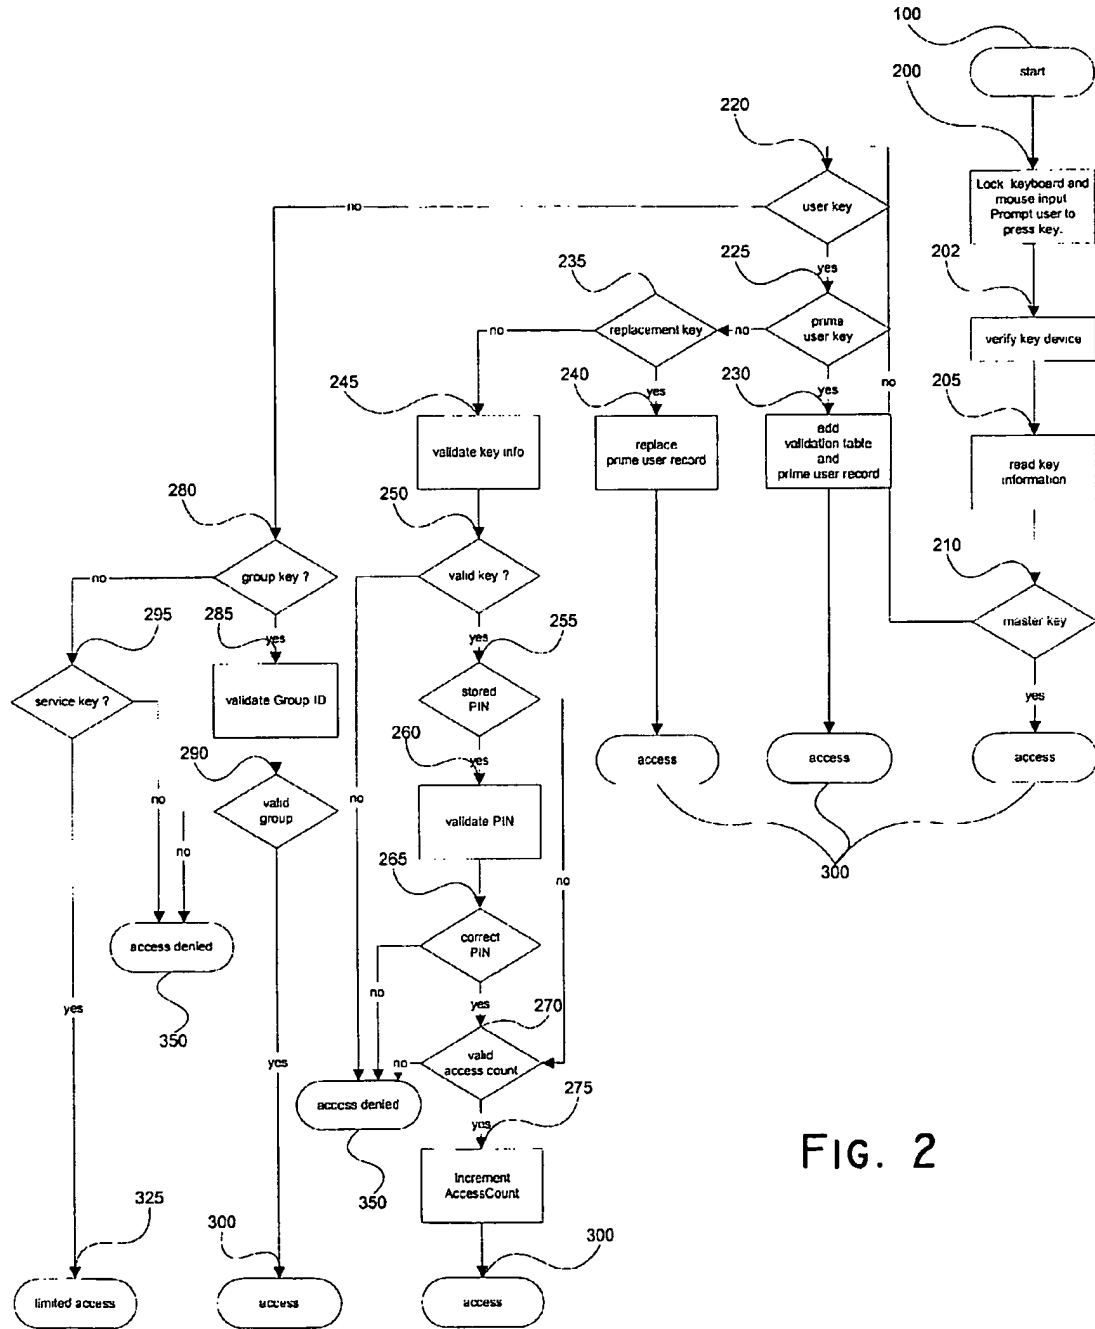 100
start
200
220
Lock keyboard and
mouse input
Prompt user to
press key.
no
user key
202
235
225
yes
replacement key
no
no
prime
user key
verify key device
245
240
230
no
205
yes
yes
validate key info
replace
prime user record
add
validation table
and
prime user record
read key
information
280
250
210
no
group key ?
valid key ?
master key
295
285
yes
yes
255
service key ?
validate Group ID
stored
PIN
yes
290
260
yes
access
access
access
no
valid
group
no
validate PIN
no
no
265
300
no
yes
access denied
correct
PIN
350
yes
no
yes
270
yes
no
valid
access count
access denied
275
yes
350
Increment
AccessCount
FIG. 2
325
300
300
limited access
access
access